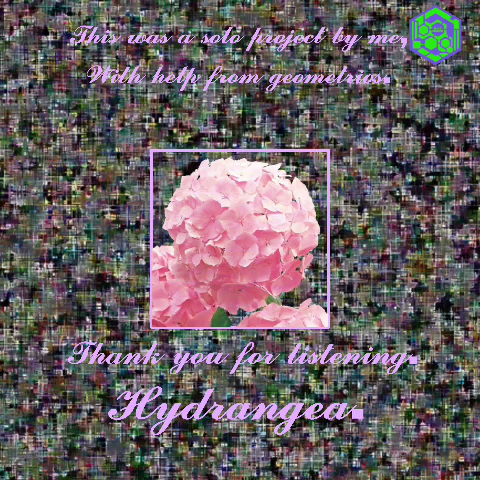 .This was a solo project by me.
With help from geometrics.
Thank you for listening.
Hydrangea.